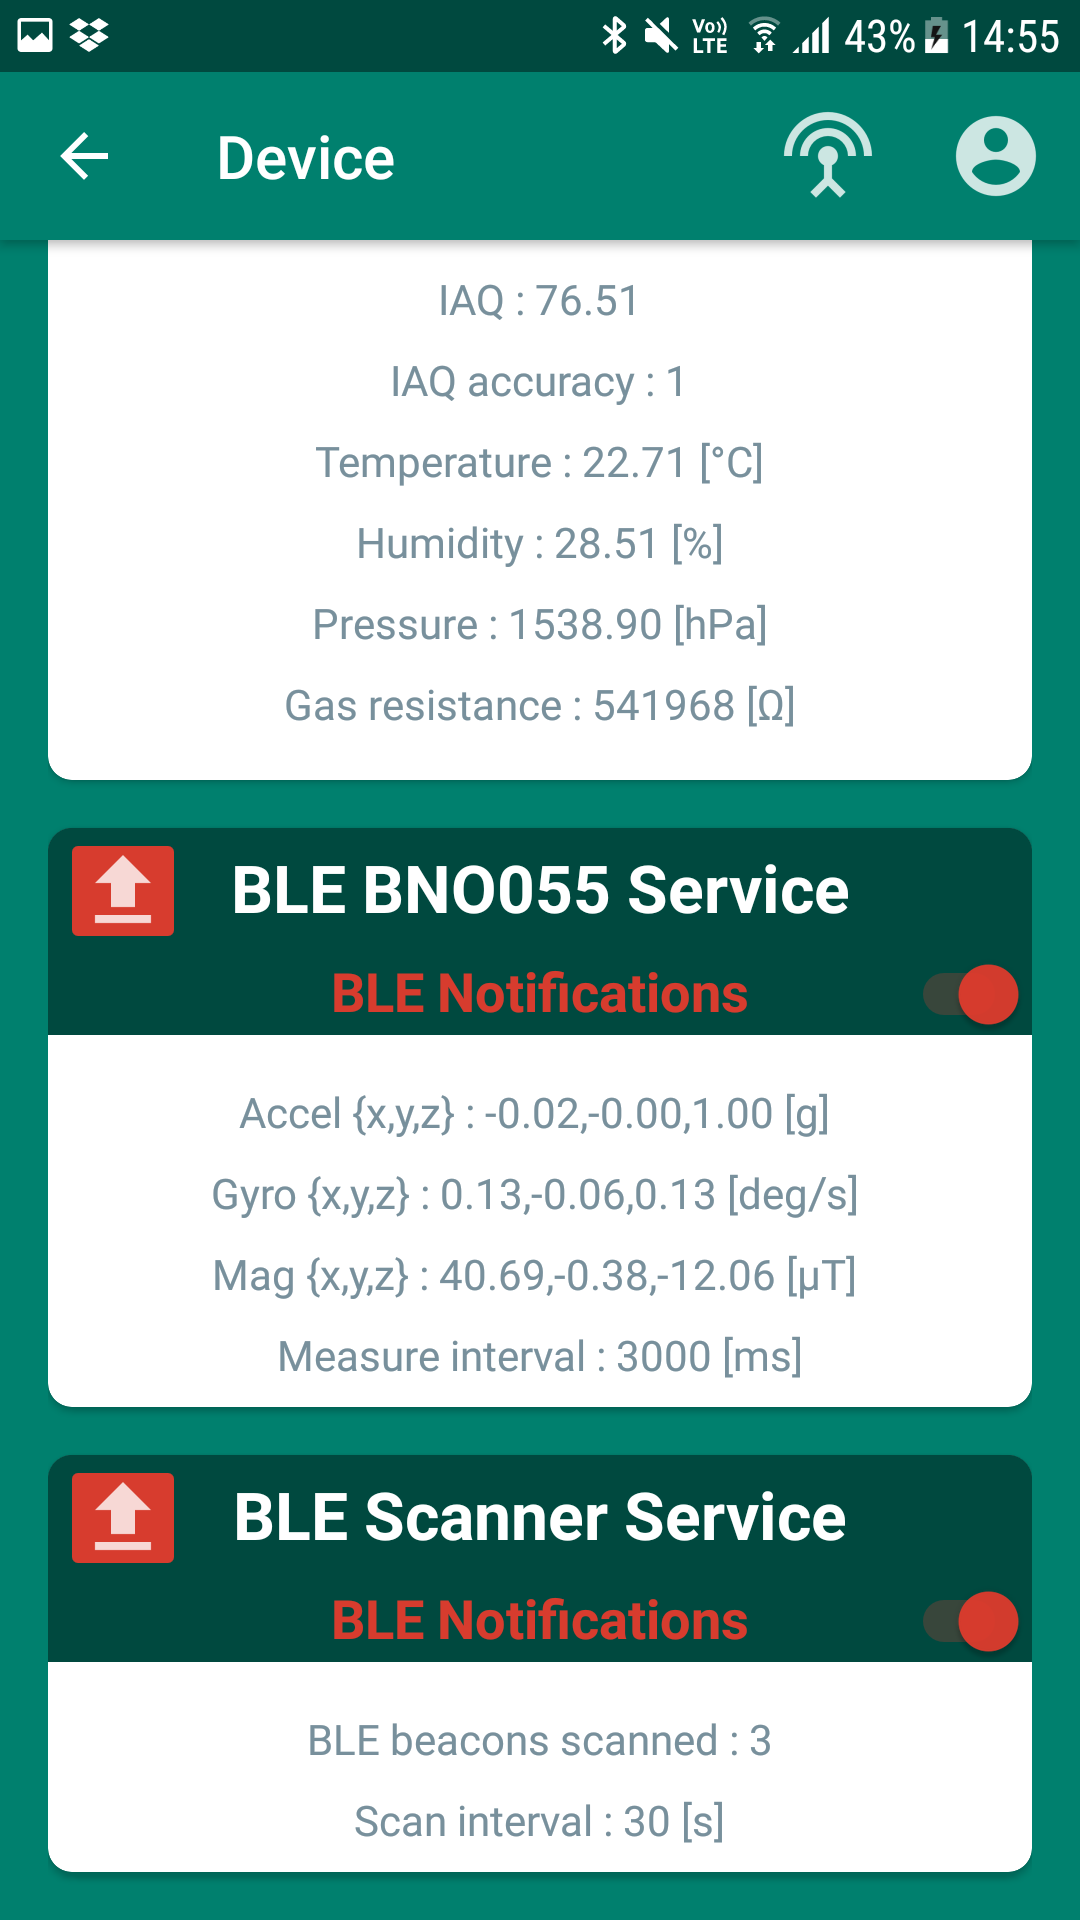 Vo)) LTE 43% 14:55
Device
IAQ : 76.51
IAQ accuracy : 1
Temperature : 22.71 [°C]
Humidity : 28.51 [%]
Pressure : 1538.90 [hPa]
Gas resistance : 541968 [Ω]
BLE BNO055 Service
BLE Notifications
Accel {x,y,z} : -0.02,-0.00,1.00 [g]
Gyro {x,y,z} : 0.13,-0.06,0.13 [deg/s]
Mag {x,y,z} : 40.69,-0.38,-12.06 [µT]
Measure interval : 3000 [ms]
BLE Scanner Service
BLE Notifications
BLE beacons scanned : 3
Scan interval : 30 [s]